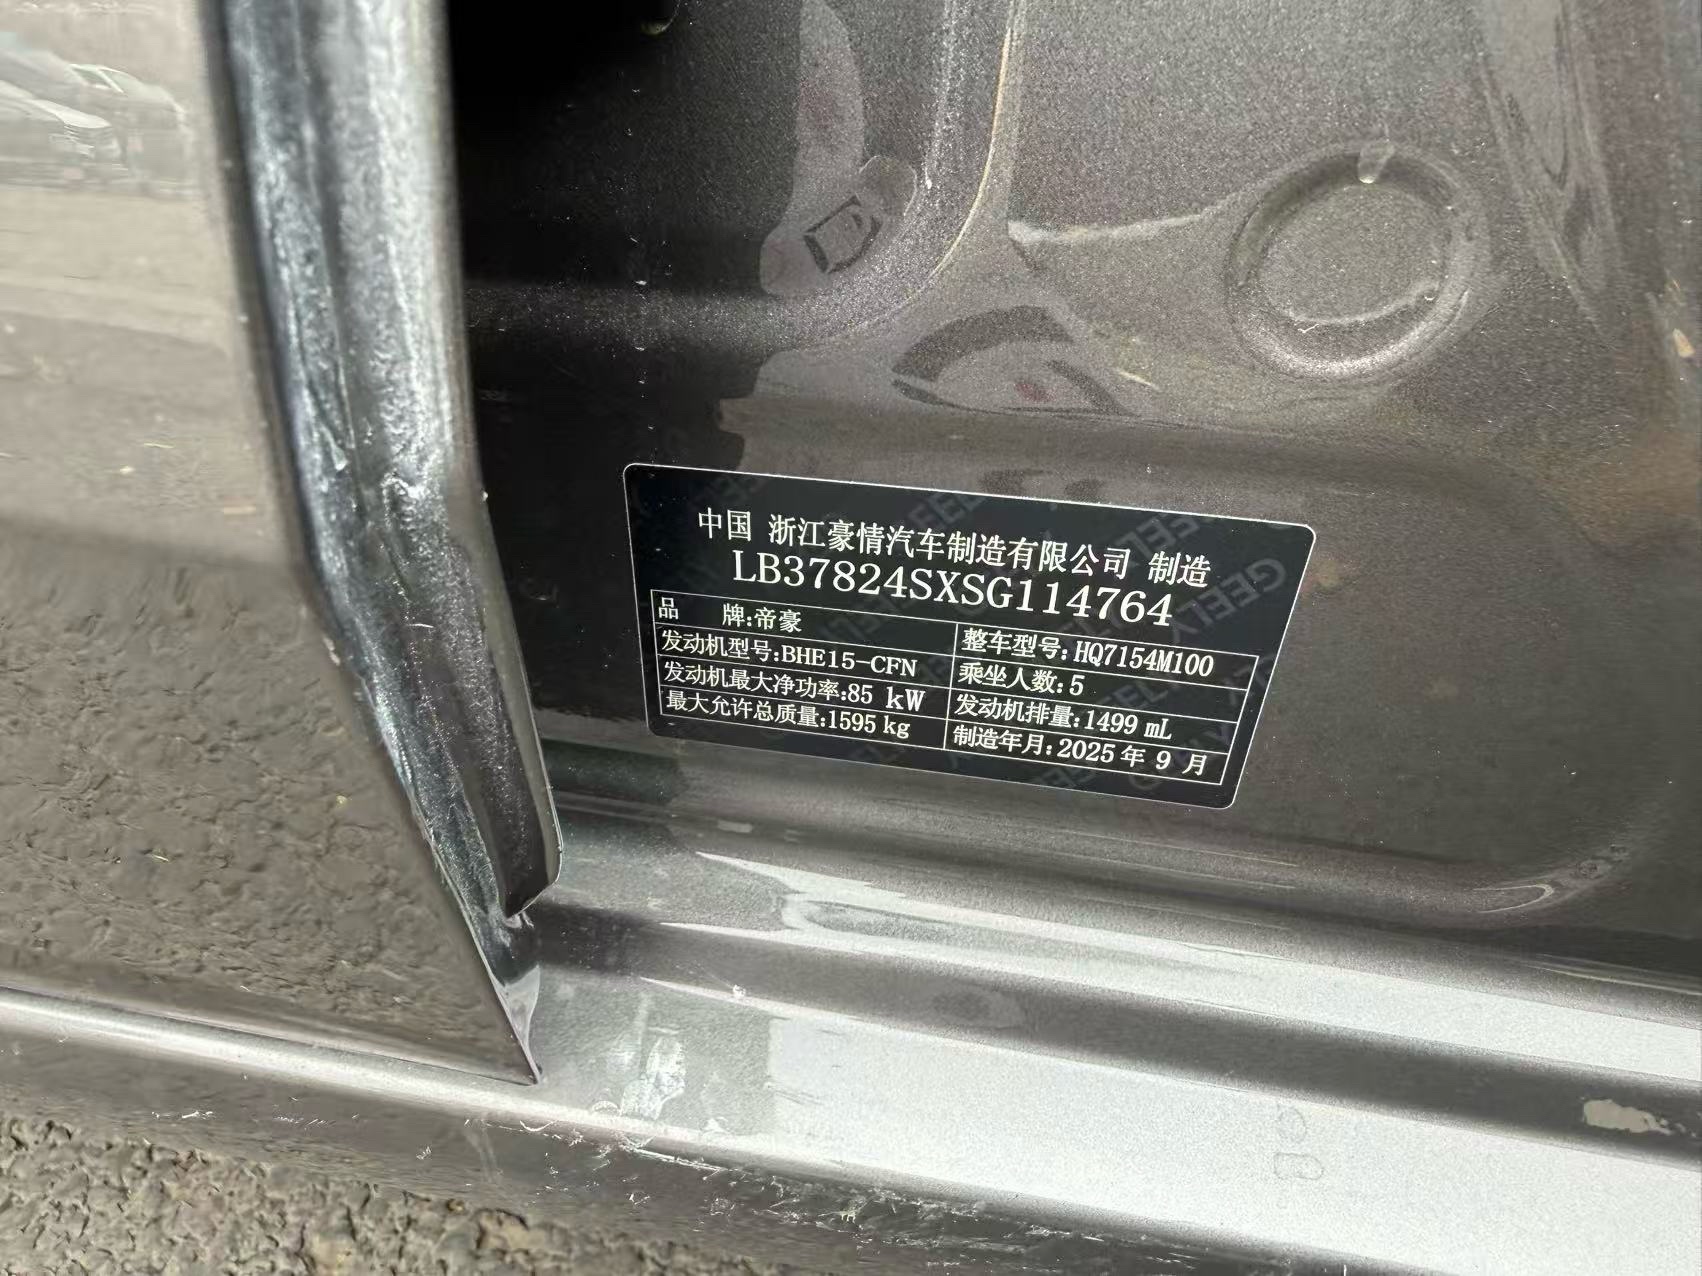 中国 浙江豪情汽车制造有限公司 制造
LB37824SXSG114764
品 牌:帝豪 整车型号:HQ7154M100
发动机型号:BHE15-CFN 乘坐人数:5
发动机最大净功率:85 kW 发动机排量:1499 mL
最大允许总质量:1595 kg 制造年月:2025 年 9 月